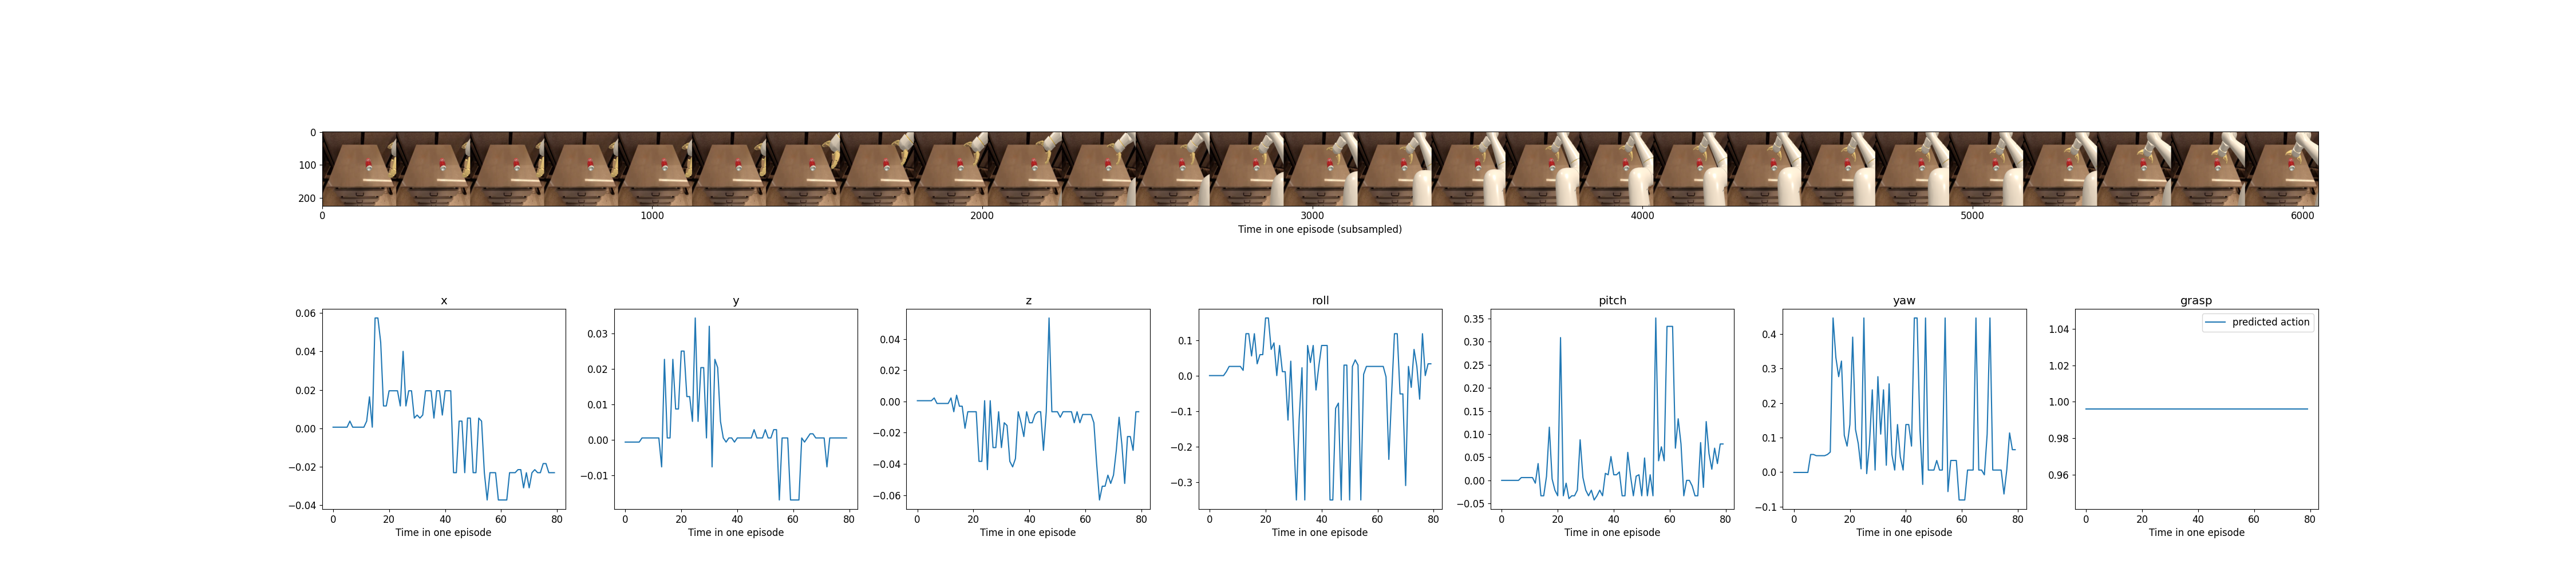 0
100
200
0 1000 2000 3000 4000 5000 6000
Time in one episode (subsampled)
x
0.06
0.04
0.02
0.00
−0.02
−0.04
0 20 40 60 80
Time in one episode
y
0.03
0.02
0.01
0.00
−0.01
0 20 40 60 80
Time in one episode
z
0.04
0.02
0.00
−0.02
−0.04
−0.06
0 20 40 60 80
Time in one episode
roll
0.1
0.0
−0.1
−0.2
−0.3
0 20 40 60 80
Time in one episode
pitch
0.35
0.30
0.25
0.20
0.15
0.10
0.05
0.00
−0.05
0 20 40 60 80
Time in one episode
yaw
0.4
0.3
0.2
0.1
0.0
−0.1
0 20 40 60 80
Time in one episode
grasp
predicted action
1.04
1.02
1.00
0.98
0.96
0 20 40 60 80
Time in one episode